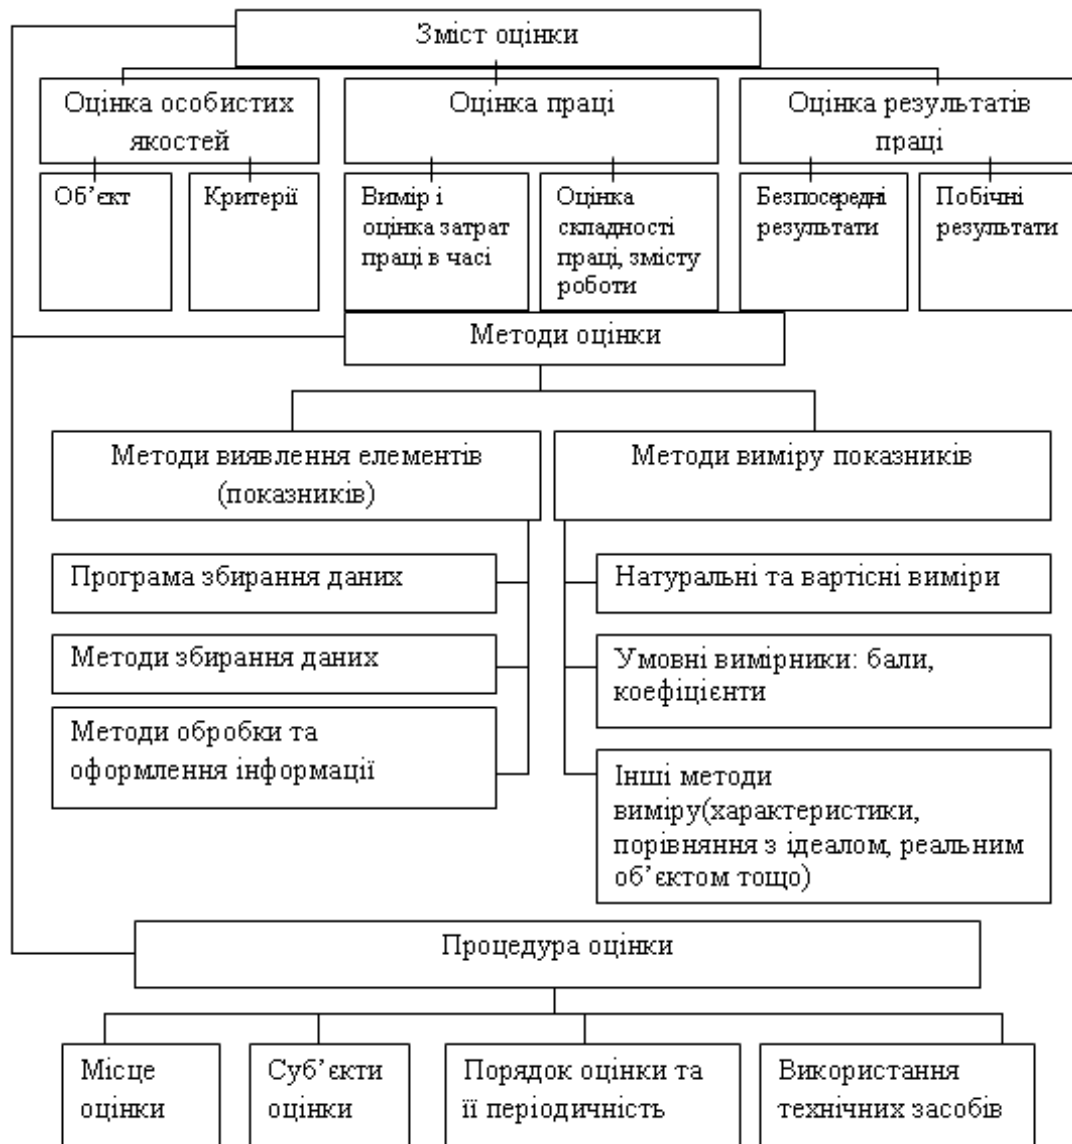 Зміст оцінки
Оцінка особистих
якостей
Оцінка праці
Оцінка результатів
праці
Об’єкт
Критерії
Вимір і
оцінка затрат
праці в часі
Оцінка
складності
праці, змісту
роботи
Безпосередні
результати
Побічні
результати
Методи оцінки
Методи виявлення елементів
(показників)
Методи виміру показників
Програма збирання даних
Методи збирання даних
Методи обробки та
оформлення інформації
Натуральні та вартісні виміри
Умовні вимірники: бали,
коефіцієнти
Інші методи
виміру(характеристики,
порівняння з ідеалом, реальним
об’єктом тощо)
Процедура оцінки
Місце
оцінки
Суб’єкти
оцінки
Порядок оцінки та
її періодичність
Використання
технічних засобів